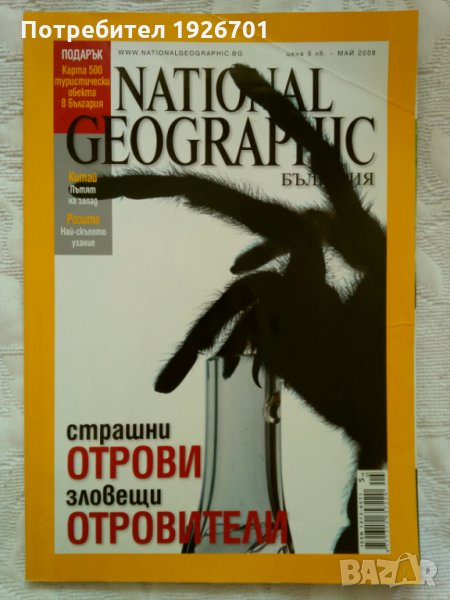 Потребител 1926701
ПОДАРЪК
Карта 500
туристически
обекта
в България
WWW.NATIONALGEOGRAPHIC.BG
цена 5 лв. - МАЙ 2008
NATIONAL
GEOGRAPHIC
БЪЛГАРИЯ
Китай
Пътят
на запад
Розите
Най-скъпото
ухание
страшни
ОТРОВИ
зловещи
ОТРОВИТЕЛИ
BAZAR